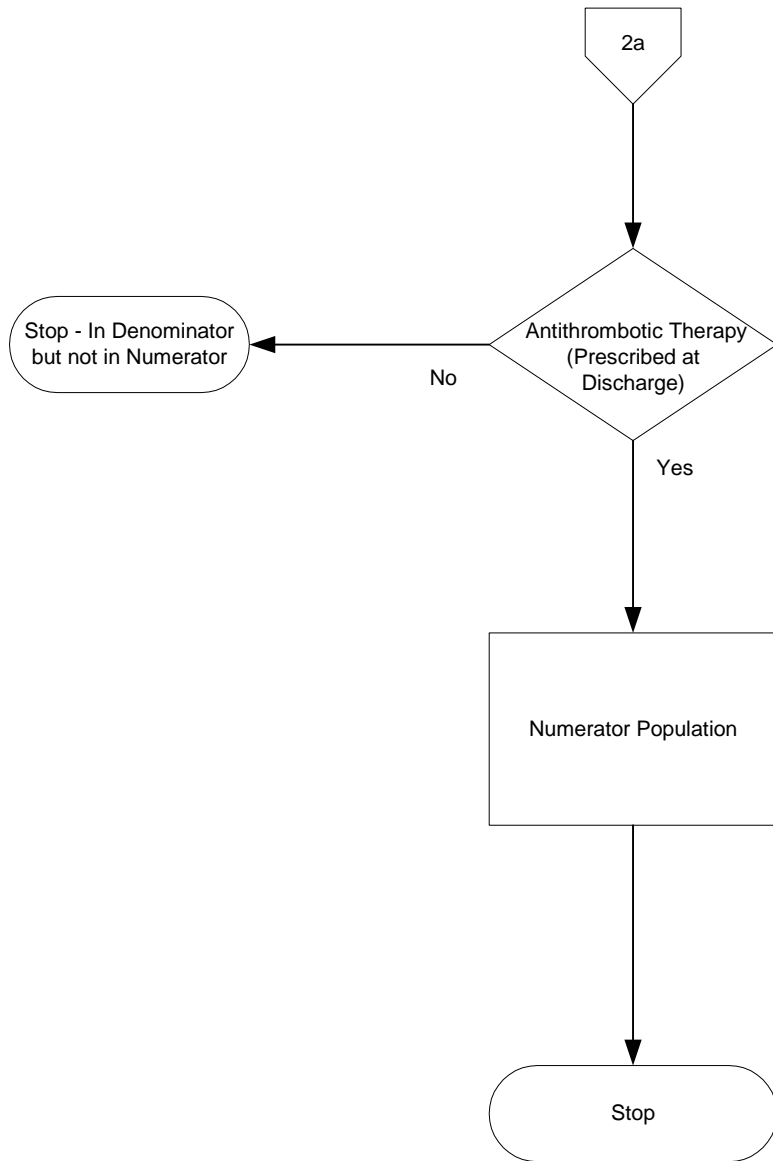 2a
Antithrombotic Therapy
(Prescribed at
Discharge)
Stop - In Denominator
but not in Numerator
No
Yes
Numerator Population
Stop